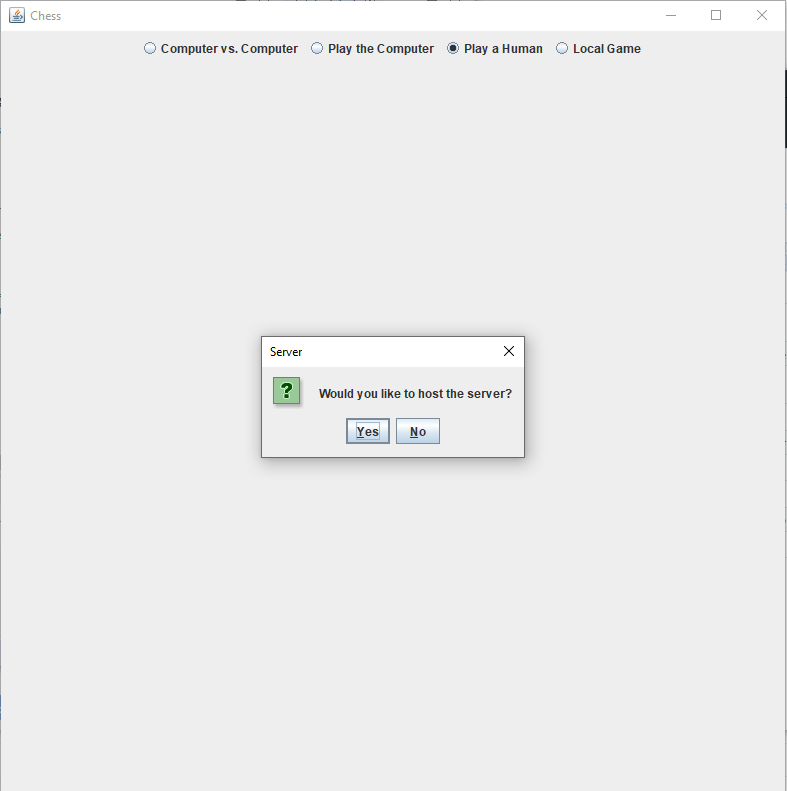 Chess
Computer vs. Computer Play the Computer Play a Human Local Game
Server
?
Would you like to host the server?
Yes No